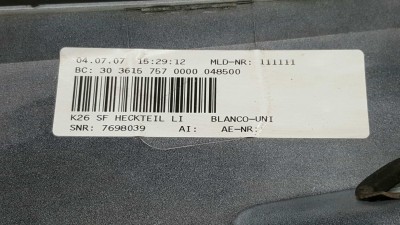 04.07.07 15:29:12 MLD-NR: 111111
BC: 30 3615 757 0000 048500
K26 SF HECKTEIL LI BLANCO-UNI
SNR: 7698039 AI: AE-NR: